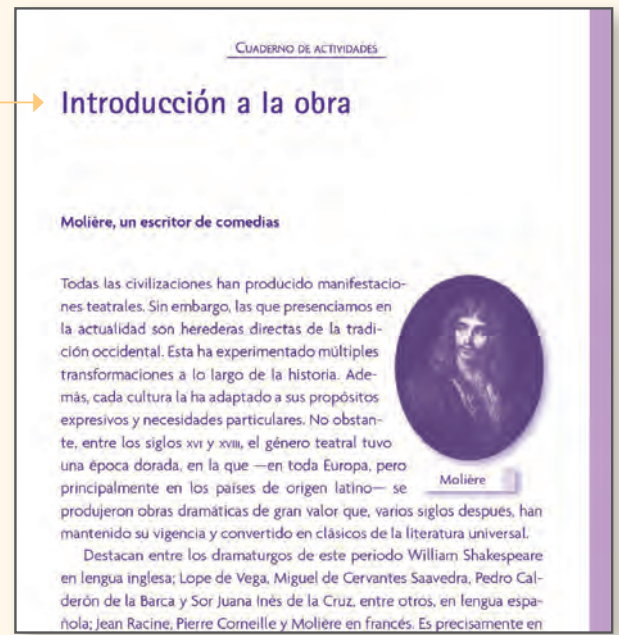 CUADERNO DE ACTIVIDADES
Introducción a la obra
Molière, un escritor de comedias
Todas las civilizaciones han producido manifestacio-
nes teatrales. Sin embargo, las que presenciamos en
la actualidad son herederas directas de la tradi-
ción occidental. Esta ha experimentado múltiples
transformaciones a lo largo de la historia. Ade-
más, cada cultura la ha adaptado a sus propósitos
expresivos y necesidades particulares. No obstan-
te, entre los siglos XVI y XVIII, el género teatral tuvo
una época dorada, en la que —en toda Europa, pero
principalmente en los países de origen latino— se
produjeron obras dramáticas de gran valor que, varios siglos después, han
mantenido su vigencia y convertido en clásicos de la literatura universal.
Destacan entre los dramaturgos de este periodo William Shakespeare
en lengua inglesa; Lope de Vega, Miguel de Cervantes Saavedra, Pedro Cal-
derón de la Barca y Sor Juana Inés de la Cruz, entre otros, en lengua espa-
ñola; Jean Racine, Pierre Corneille y Molière en francés. Es precisamente en
Molière